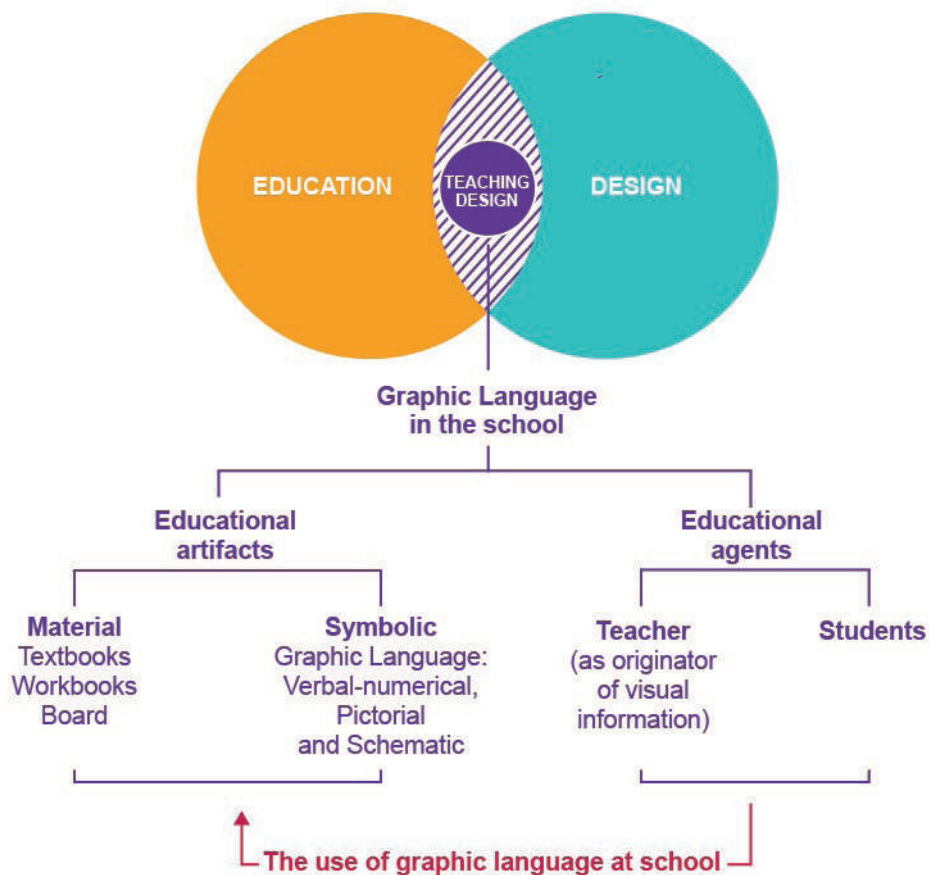 EDUCATION
TEACHING
DESIGN
DESIGN
Graphic Language
in the school
Educational
artifacts
Educational
agents
Material
Textbooks
Workbooks
Board
Symbolic
Graphic Language:
Verbal-numerical,
Pictorial
and Schematic
Teacher
(as originator
of visual
information)
Students
The use of graphic language at school